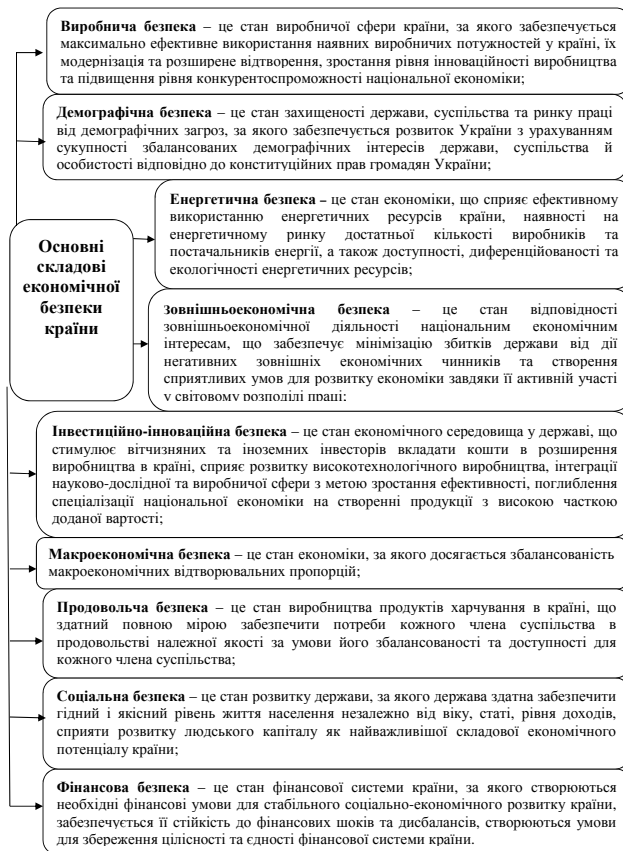 Виробнича безпека – це стан виробничої сфери країни, за якого забезпечується
максимально ефективне використання наявних виробничих потужностей у країні, їх
модернізація та розширене відтворення, зростання рівня інноваційності виробництва
та підвищення рівня конкурентоспроможності національної економіки;
Демографічна безпека – це стан захищеності держави, суспільства та ринку праці
від демографічних загроз, за якого забезпечується розвиток України з урахуванням
сукупності збалансованих демографічних інтересів держави, суспільства й
особистості відповідно до конституційних прав громадян України;
Основні
складові
економічної
безпеки
країни
Енергетична безпека – це стан економіки, що сприяє ефективному
використанню енергетичних ресурсів країни, наявності на
енергетичному ринку достатньої кількості виробників та
постачальників енергії, а також доступності, диференційованості та
екологічності енергетичних ресурсів;
Зовнішньоекономічна безпека – це стан відповідності
зовнішньоекономічної діяльності національним економічним
інтересам, що забезпечує мінімізацію збитків держави від дії
негативних зовнішніх економічних чинників та створення
сприятливих умов для розвитку економіки завдяки її активній участі
у світовому розподілі праці;
Інвестиційно-інноваційна безпека – це стан економічного середовища у державі, що
стимулює вітчизняних та іноземних інвесторів вкладати кошти в розширення
виробництва в країні, сприяє розвитку високотехнологічного виробництва, інтеграції
науково-дослідної та виробничої сфери з метою зростання ефективності, поглиблення
спеціалізації національної економіки на створенні продукції з високою часткою
доданої вартості;
Макроекономічна безпека – це стан економіки, за якого досягається збалансованість
макроекономічних відтворювальних пропорцій;
Продовольча безпека – це стан виробництва продуктів харчування в країні, що
здатний повною мірою забезпечити потреби кожного члена суспільства в
продовольстві належної якості за умови його збалансованості та доступності для
кожного члена суспільства;
Соціальна безпека – це стан розвитку держави, за якого держава здатна забезпечити
гідний і якісний рівень життя населення незалежно від віку, статі, рівня доходів,
сприяти розвитку людського капіталу як найважливішої складової економічного
потенціалу країни;
Фінансова безпека – це стан фінансової системи країни, за якого створюються
необхідні фінансові умови для стабільного соціально-економічного розвитку країни,
забезпечується її стійкість до фінансових шоків та дисбалансів, створюються умови
для збереження цілісності та єдності фінансової системи країни.